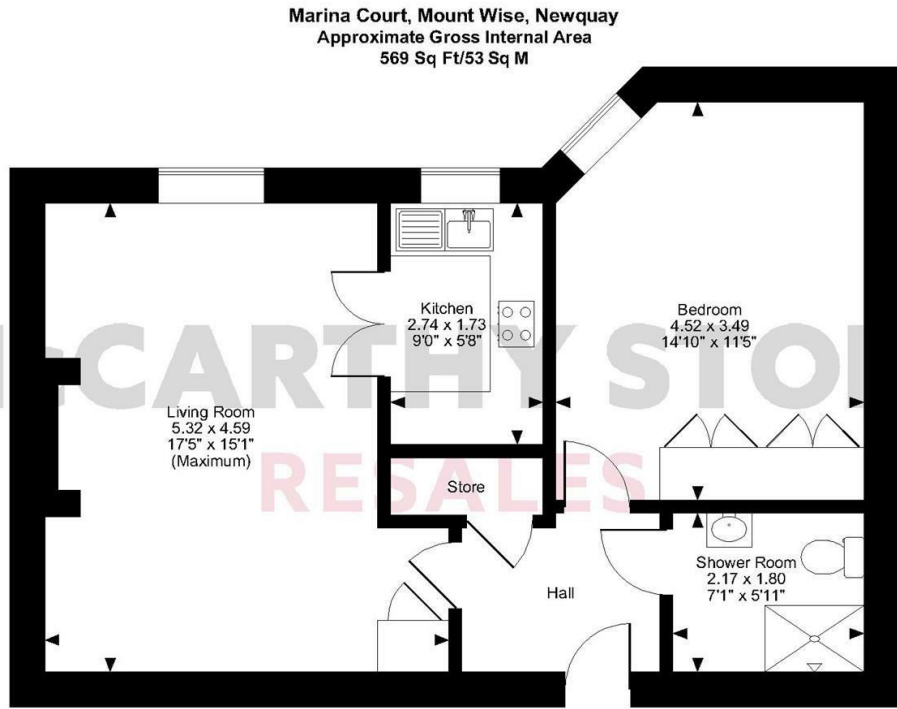 Marina Court, Mount Wise, Newquay
Approximate Gross Internal Area
569 Sq Ft/53 Sq M
Kitchen
2.74 x 1.73
9'0" x 5'8"
Bedroom
4.52 x 3.49
14'10" x 11'5"
McCARTHY STO
RESALES
Living Room
5.32 x 4.59
17'5" x 15'1"
(Maximum)
Store
Hall
Shower Room
2.17 x 1.80
7'1" x 5'11"